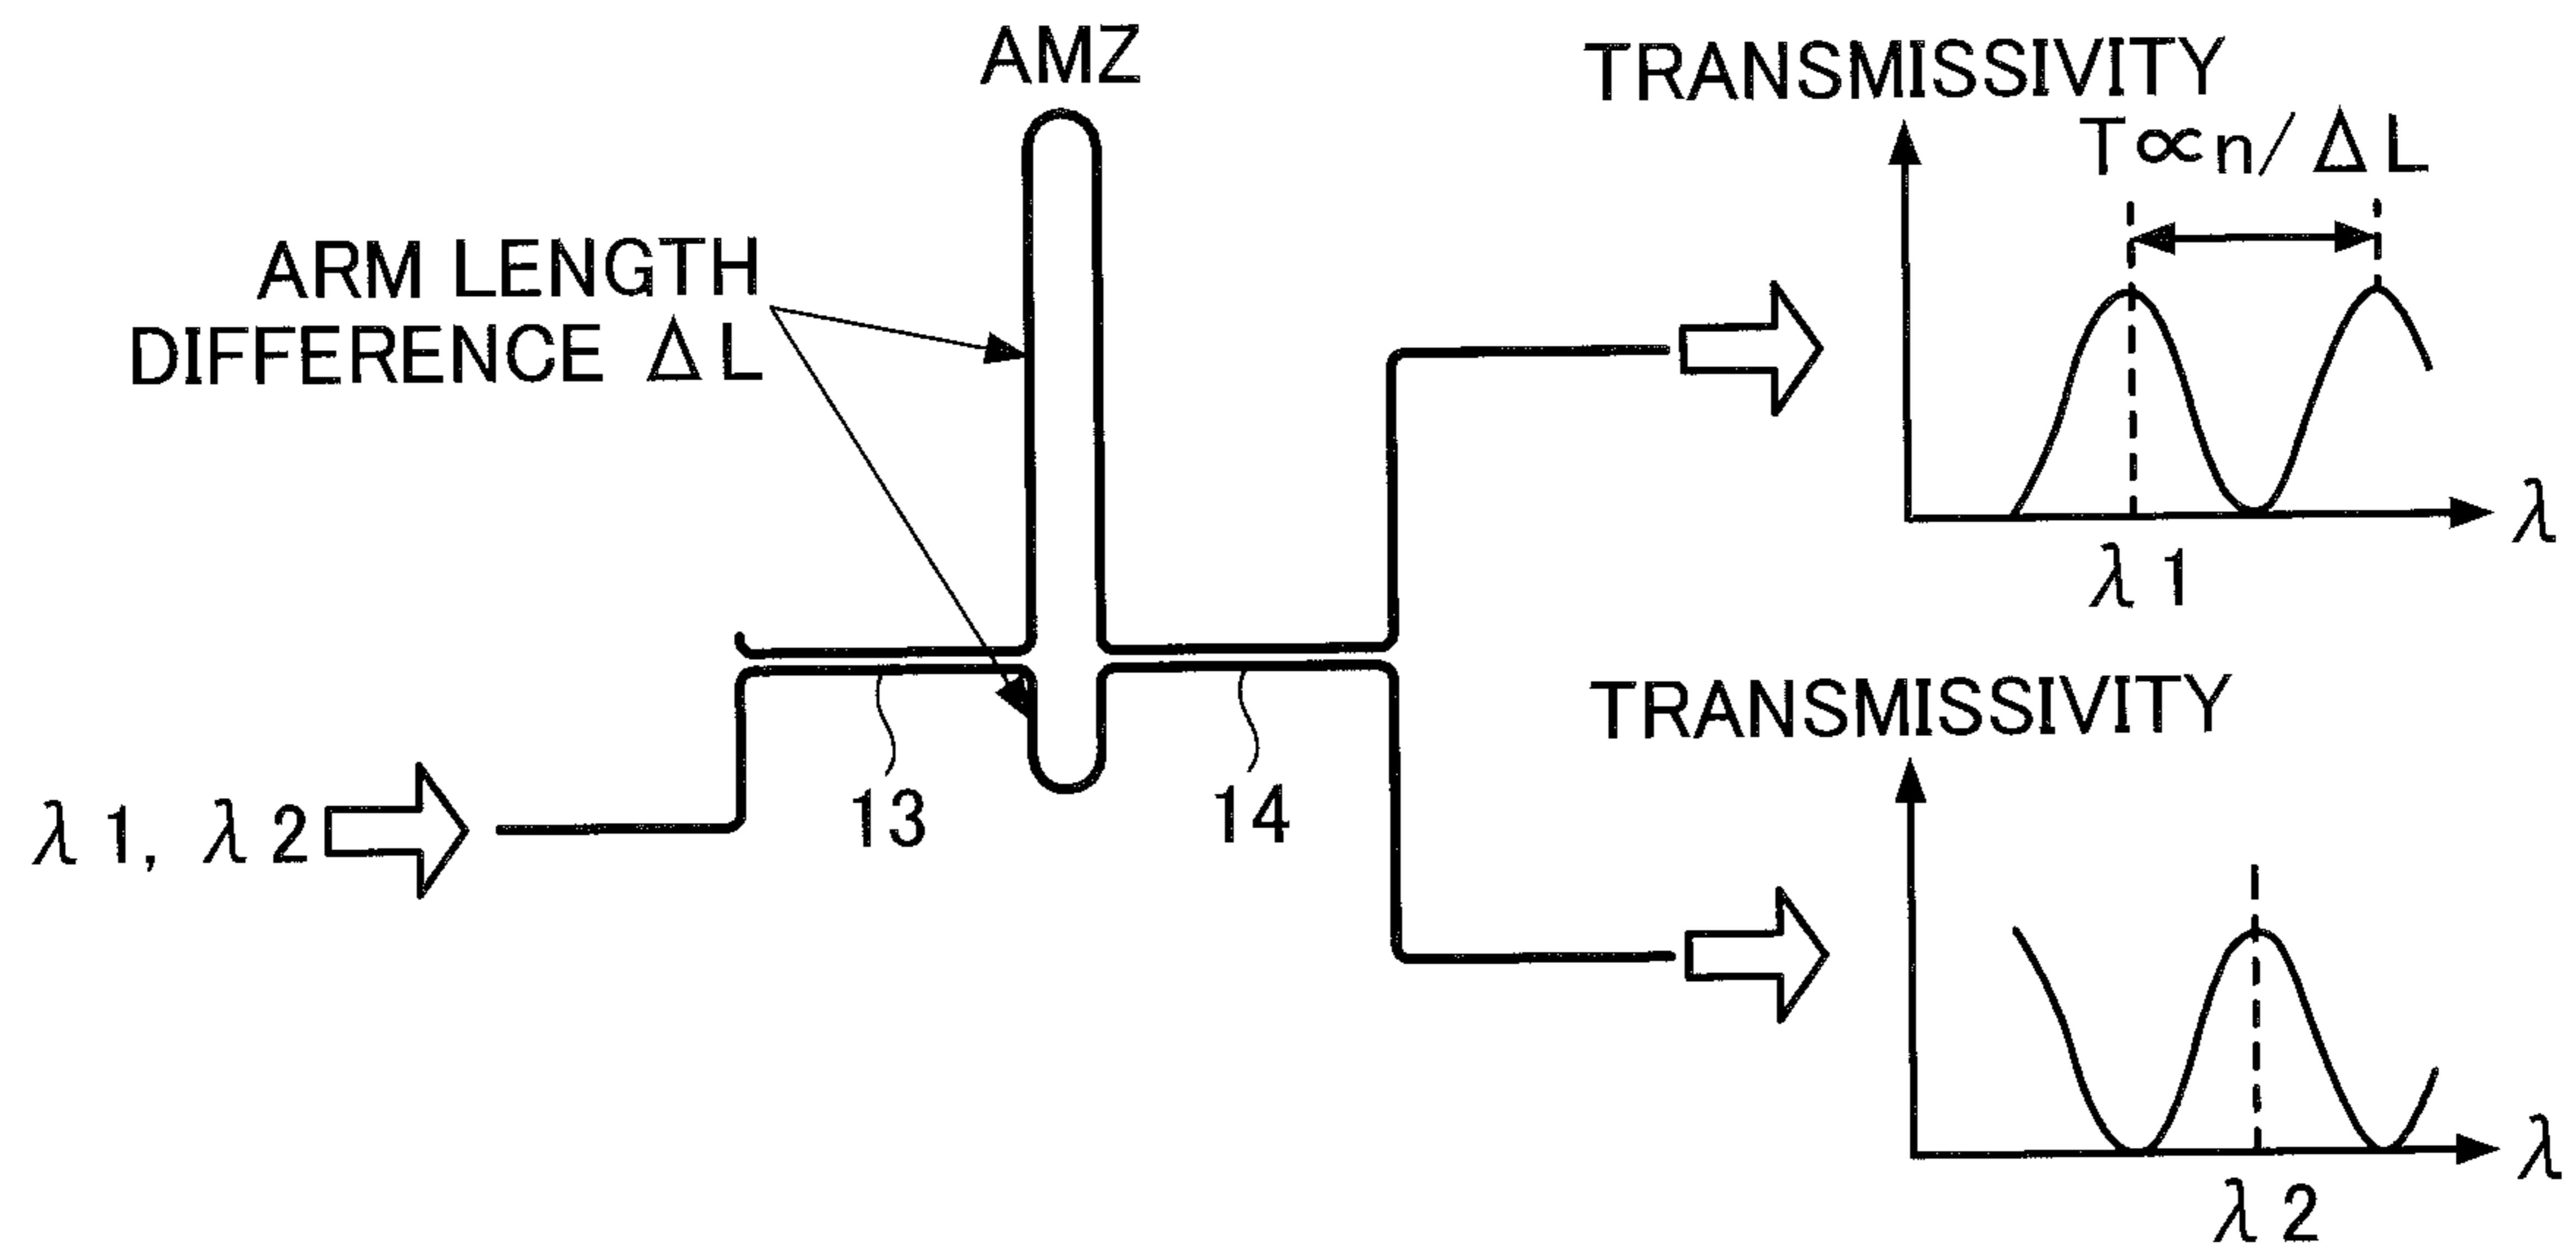 AMZ
TRANSMISSIVITY
T∝n/ΔL
ARM LENGTH
DIFFERENCE ΔL
λ
λ1
TRANSMISSIVITY
λ1, λ2
13
14
λ
λ2